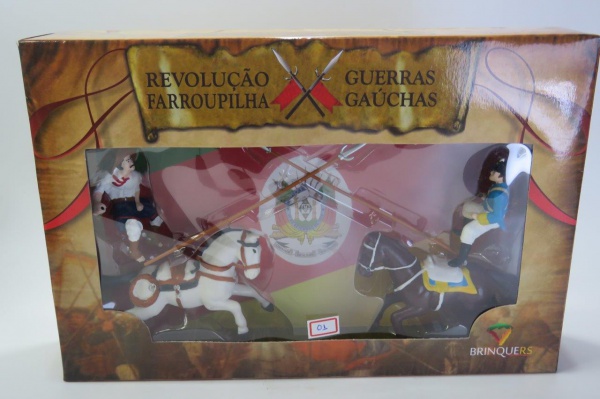 REVOLUÇÃO
FARROUPILHA
GUERRAS
GAÚCHAS
01
BRINQUERS